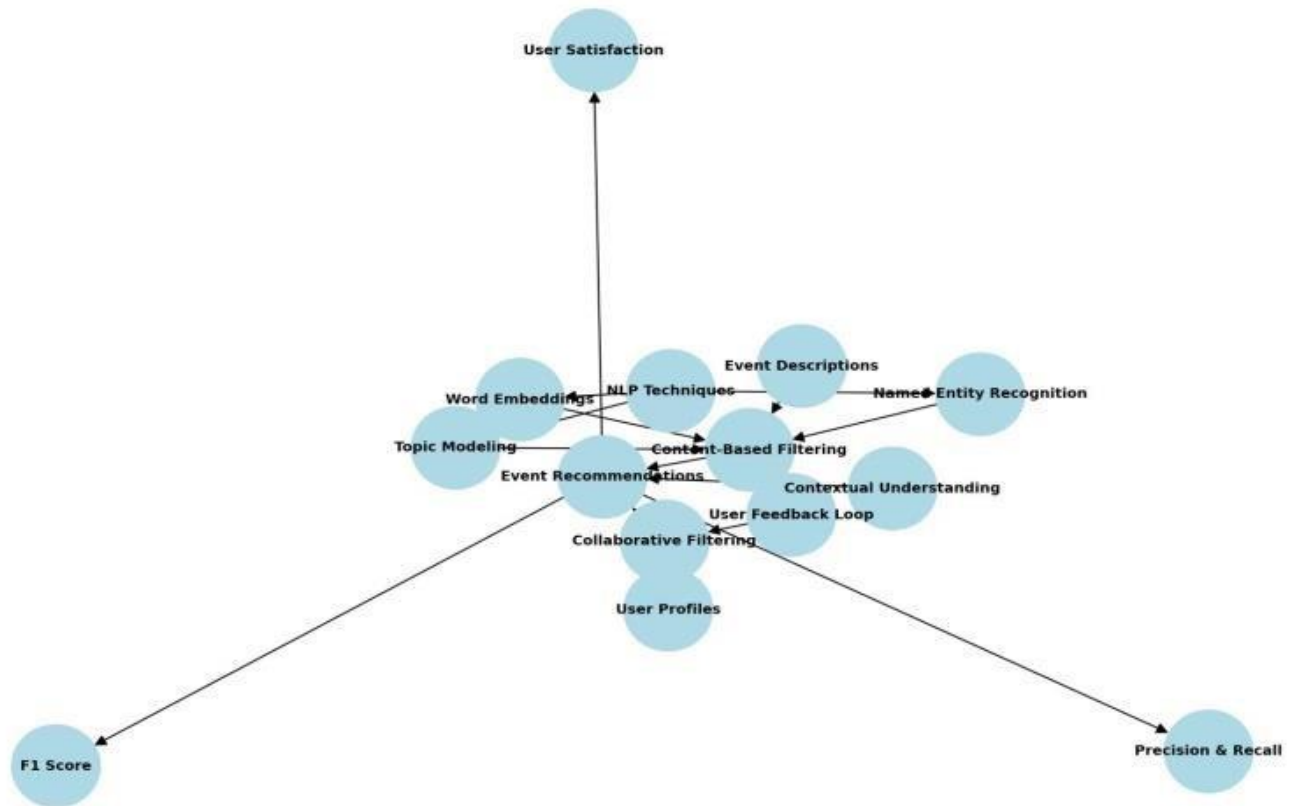 User Satisfaction
Event Descriptions
NLP Techniques
Named Entity Recognition
Word Embeddings
Topic Modeling
Content-Based Filtering
Event Recommendations
Contextual Understanding
User Feedback Loop
Collaborative Filtering
User Profiles
Precision & Recall
F1 Score